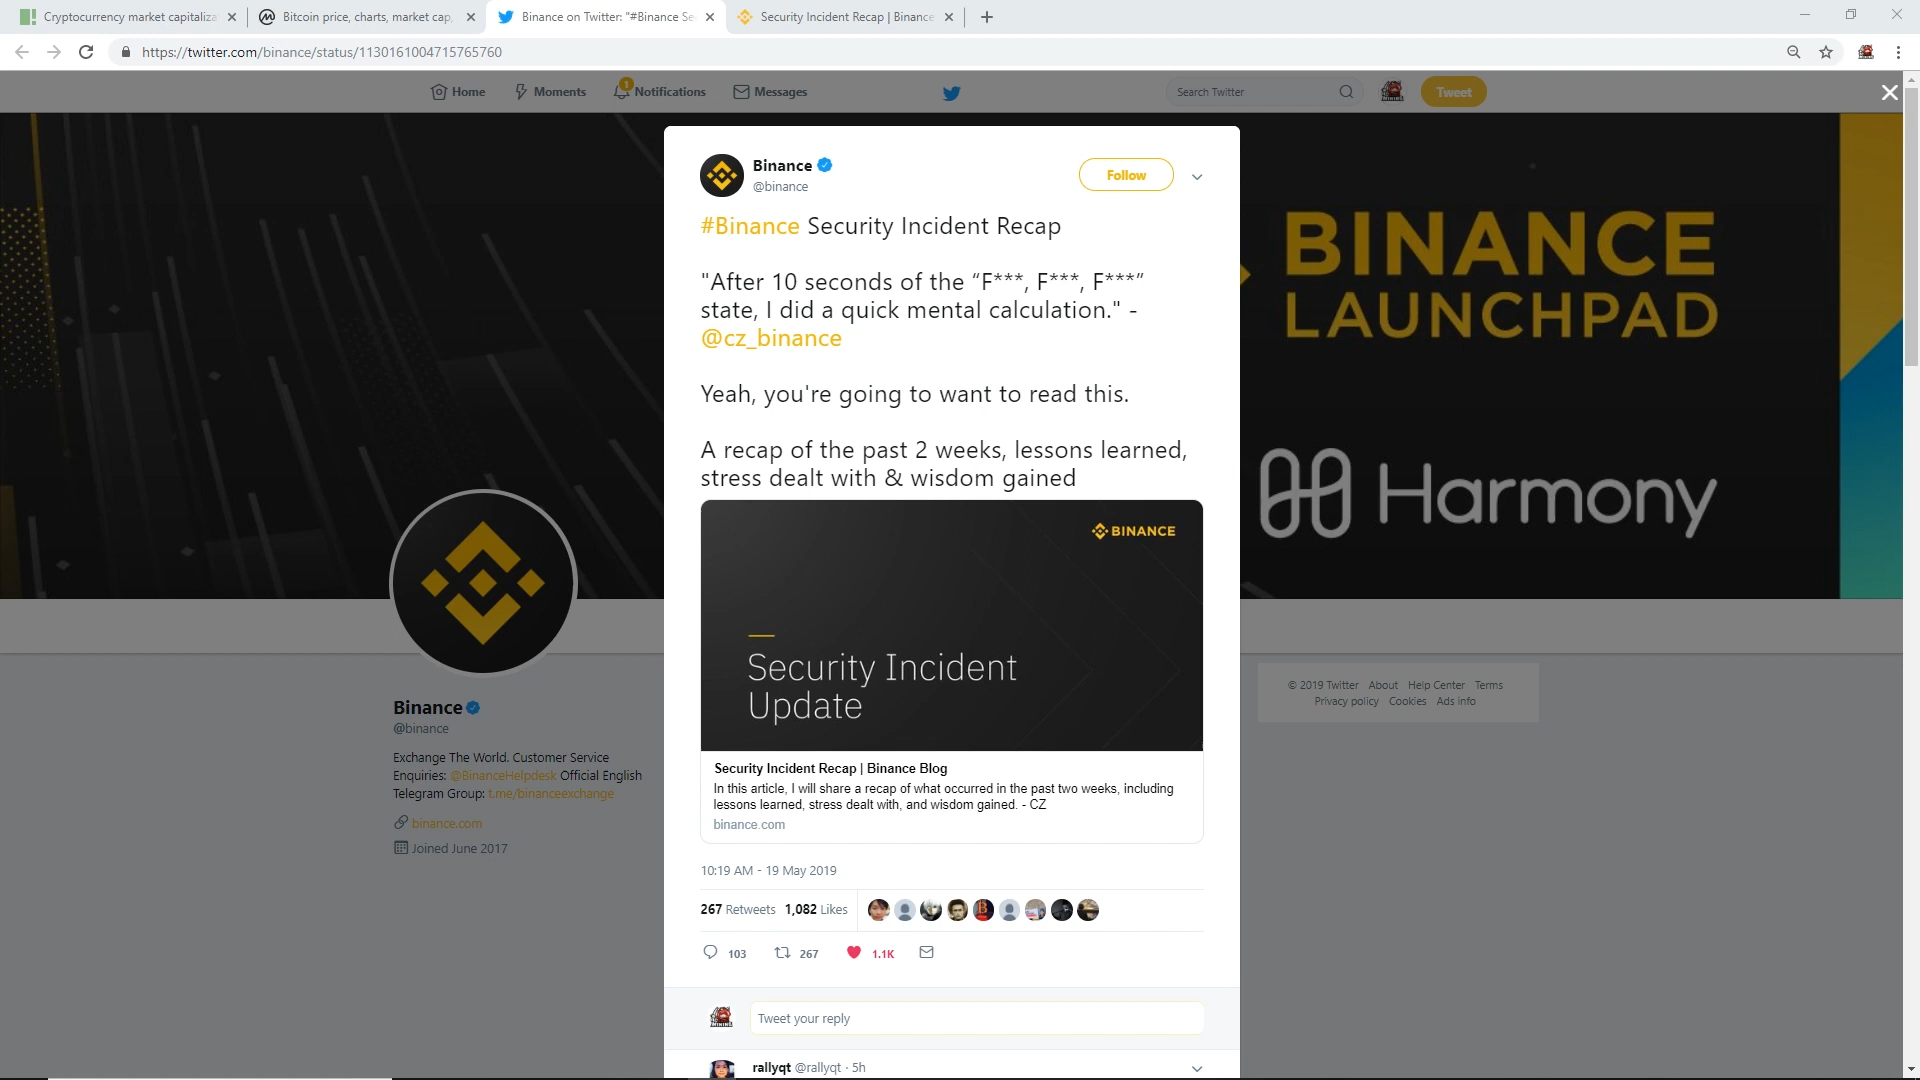 Cryptocurrency market capitaliza
Bitcoin price, charts, market cap,
Binance on Twitter: "#Binance Se
Security Incident Recap | Binance
https://twitter.com/binance/status/1130161004715765760
Home
Moments
1
Notifications
Messages
Search Twitter
Tweet
BINANCE
LAUNCHPAD
Harmony
Binance
@binance
Follow
#Binance Security Incident Recap
"After 10 seconds of the “F***, F***, F***”
state, I did a quick mental calculation." -
@cz_binance
Yeah, you're going to want to read this.
A recap of the past 2 weeks, lessons learned,
stress dealt with & wisdom gained
BINANCE
Security Incident
Update
Security Incident Recap | Binance Blog
In this article, I will share a recap of what occurred in the past two weeks, including
lessons learned, stress dealt with, and wisdom gained. - CZ
binance.com
10:19 AM - 19 May 2019
267 Retweets 1,082 Likes
103 267 1.1K
Tweet your reply
rallyqt @rallyqt · 5h
Binance
@binance
Exchange The World. Customer Service
Enquiries: @BinanceHelpdesk Official English
Telegram Group: t.me/binanceexchange
binance.com
Joined June 2017
© 2019 Twitter About Help Center Terms
Privacy policy Cookies Ads info